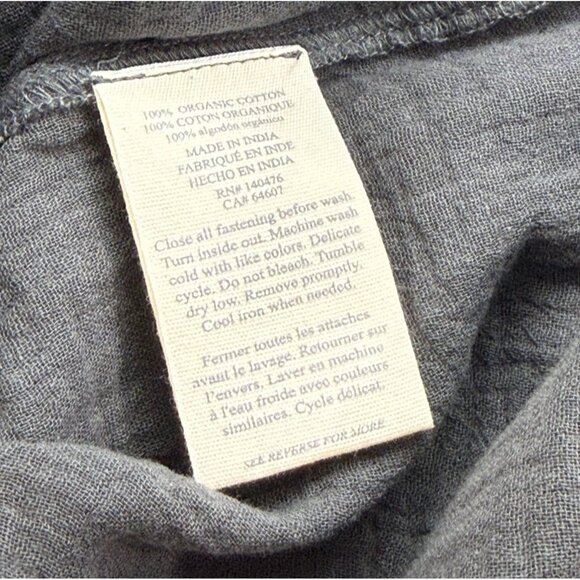 100% ORGANIC COTTON
100% COTON ORGANIQUE
100% algodón orgánico
MADE IN INDIA
FABRIQUÉ EN INDE
HECHO EN INDIA
RN# 140476
CA# 64607
Close all fastening before wash.
Turn inside out. Machine wash
cold with like colors. Delicate
cycle. Do not bleach. Tumble
dry low. Remove promptly.
Cool iron when needed.
Fermer toutes les attaches
avant le lavage. Retourner sur
l'envers. Laver en machine
à l'eau froide avec couleurs
similaires. Cycle délicat.
SEE REVERSE FOR MORE